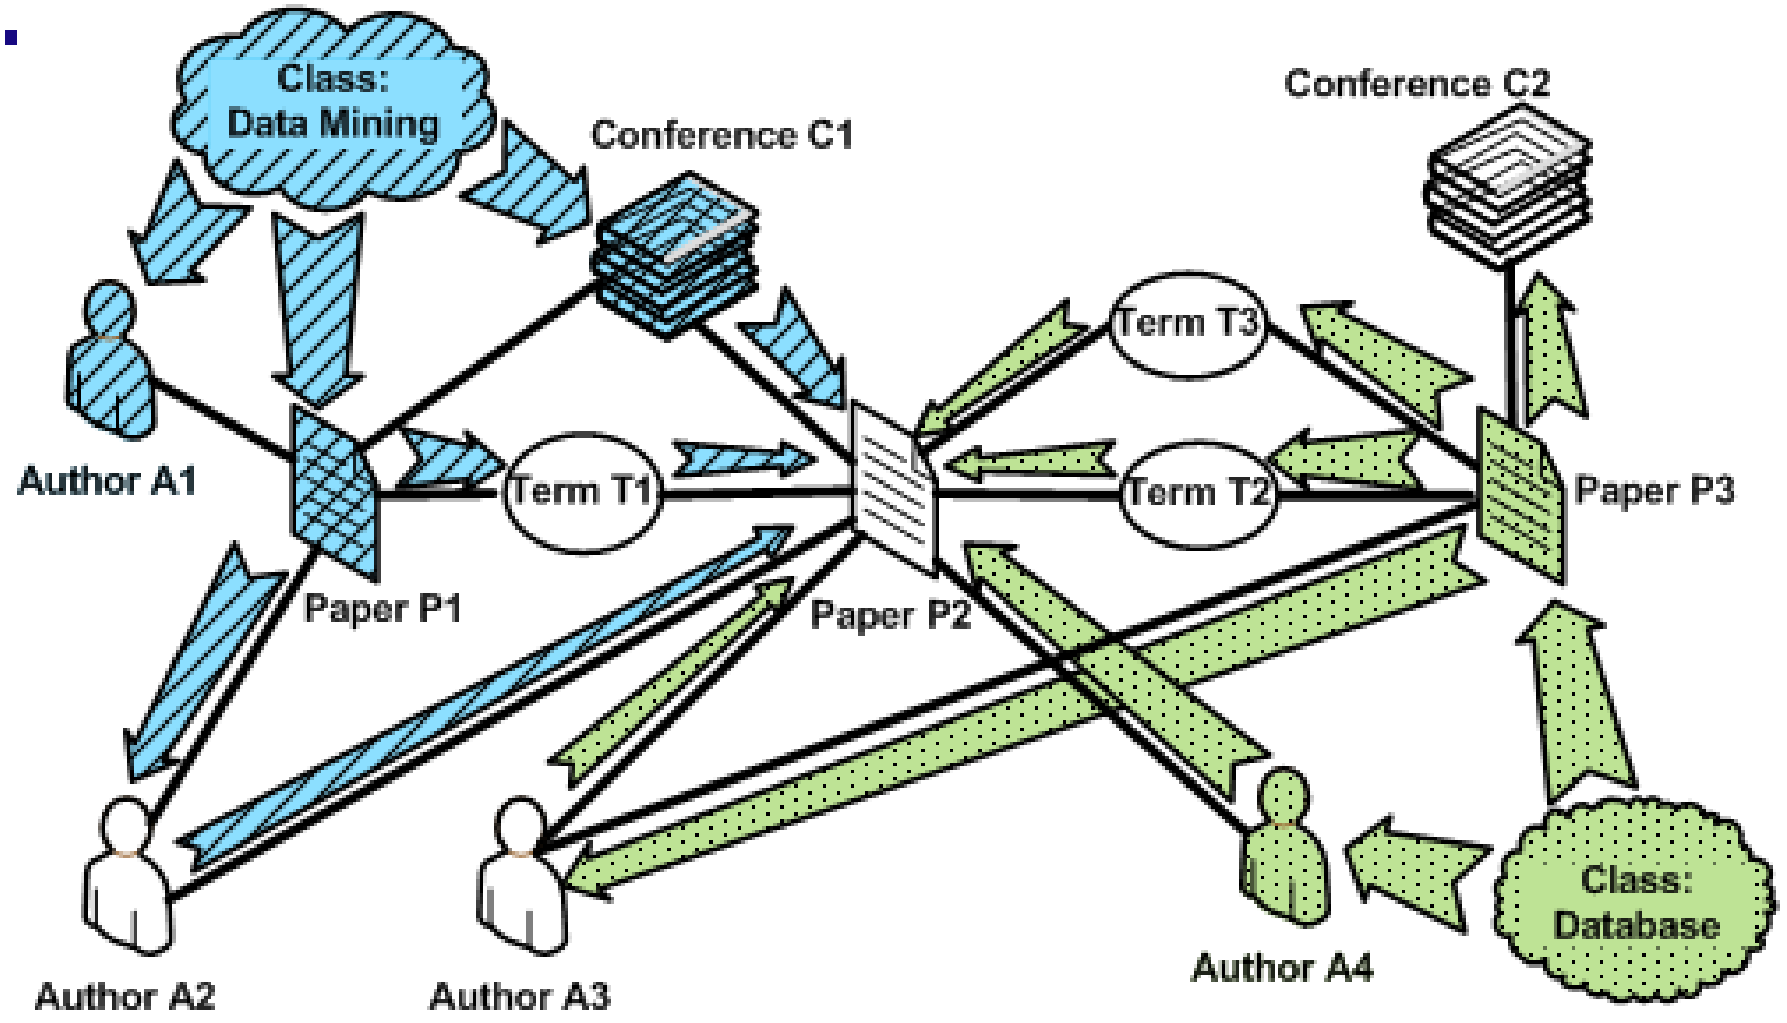 Class:
Data Mining
Conference C1
Conference C2
Term T3
Author A1
Term T1
Term T2
Paper P3
Paper P1
Paper P2
Class:
Database
Author A4
Author A2
Author A3